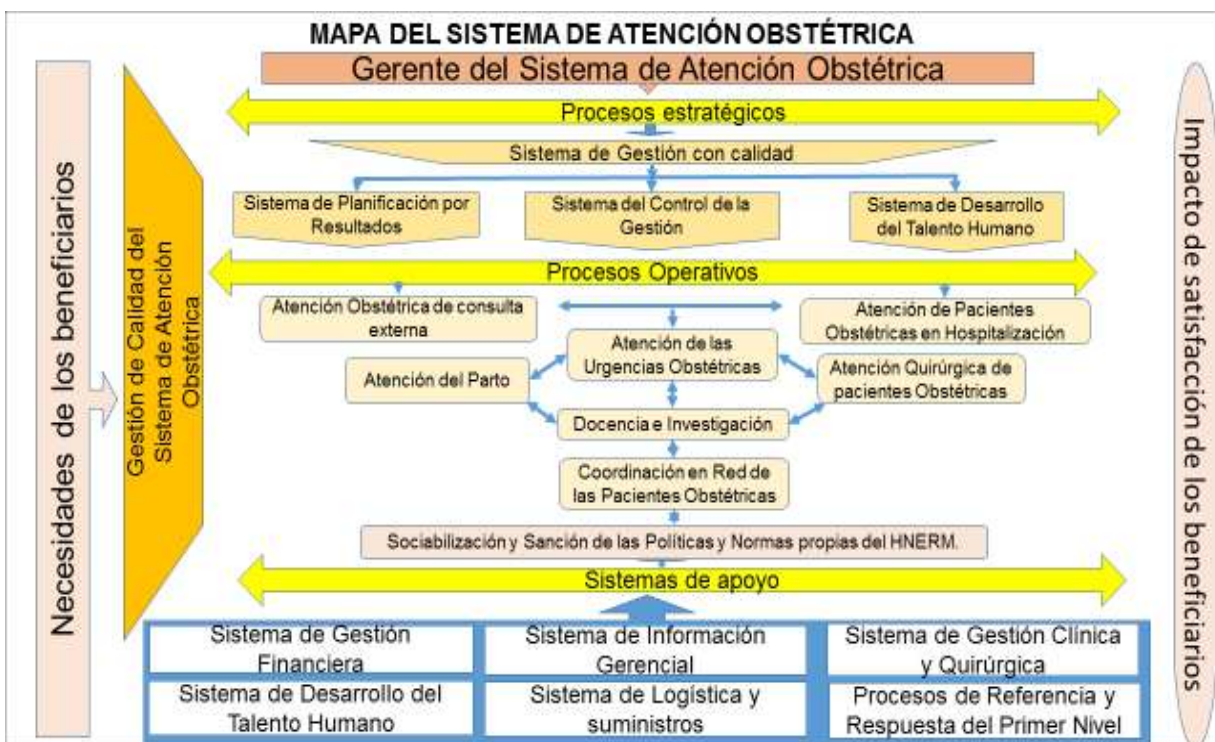 MAPA DEL SISTEMA DE ATENCIÓN OBSTÉTRICA
Gerente del Sistema de Atención Obstétrica
Necesidades de los beneficiarios
Gestión de Calidad del
Sistema de Atención
Obstétrica
Procesos estratégicos
Sistema de Gestión con calidad
Sistema de Planificación por
Resultados
Sistema del Control de la
Gestión
Sistema de Desarrollo
del Talento Humano
Procesos Operativos
Atención Obstétrica de consulta
externa
Atención de Pacientes
Obstétricas en Hospitalización
Atención de las
Urgencias Obstétricas
Atención del Parto
Atención Quirúrgica de
pacientes Obstétricas
Docencia e Investigación
Coordinación en Red de
las Pacientes Obstétricas
Sociabilización y Sanción de las Políticas y Normas propias del HNERM.
Sistemas de apoyo
Sistema de Gestión
Financiera
Sistema de Información
Gerencial
Sistema de Gestión Clínica
y Quirúrgica
Sistema de Desarrollo del
Talento Humano
Sistema de Logística y
suministros
Procesos de Referencia y
Respuesta del Primer Nivel
Impacto de satisfacción de los beneficiarios